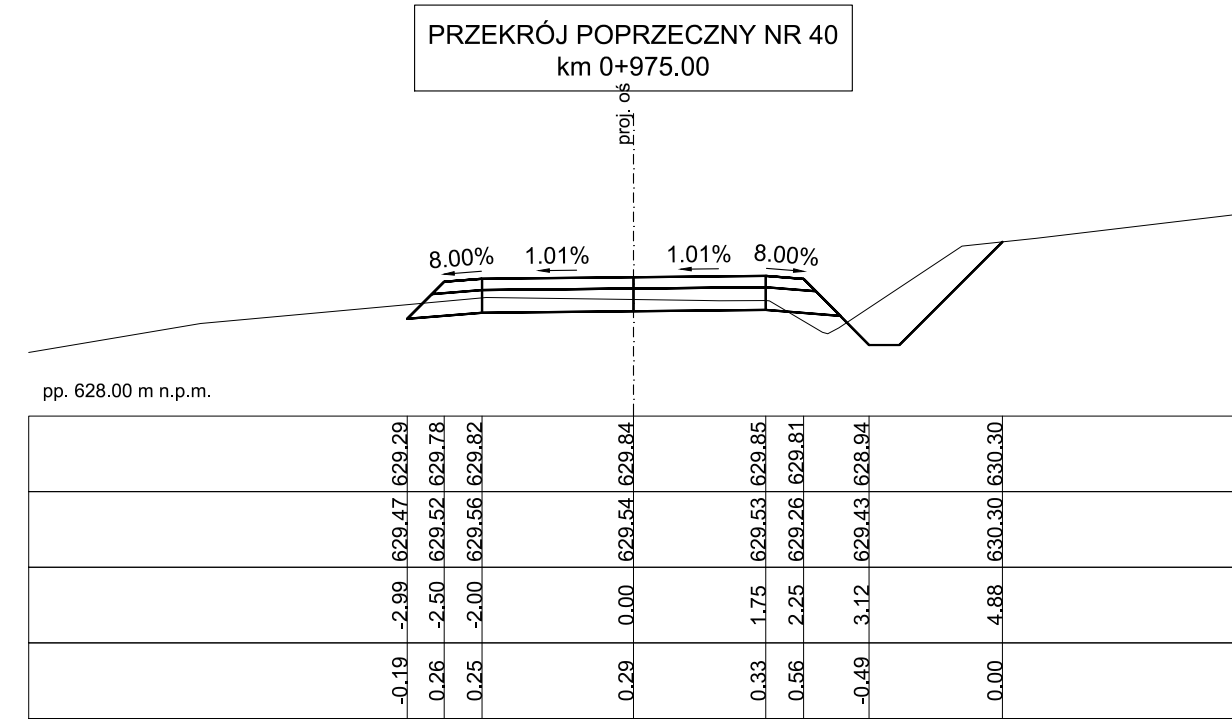 PRZEKRÓJ POPRZECZNY NR 40
km 0+975.00
proj. oś
8.00%
1.01%
1.01%
8.00%
pp. 628.00 m n.p.m.
629.29 629.78 629.82 629.84 629.85 629.81 628.94 630.30
629.47 629.52 629.56 629.54 629.53 629.26 629.43 630.30
-2.99 -2.50 -2.00 0.00 1.75 2.25 3.12 4.88
-0.19 0.26 0.25 0.29 0.33 0.56 -0.49 0.00